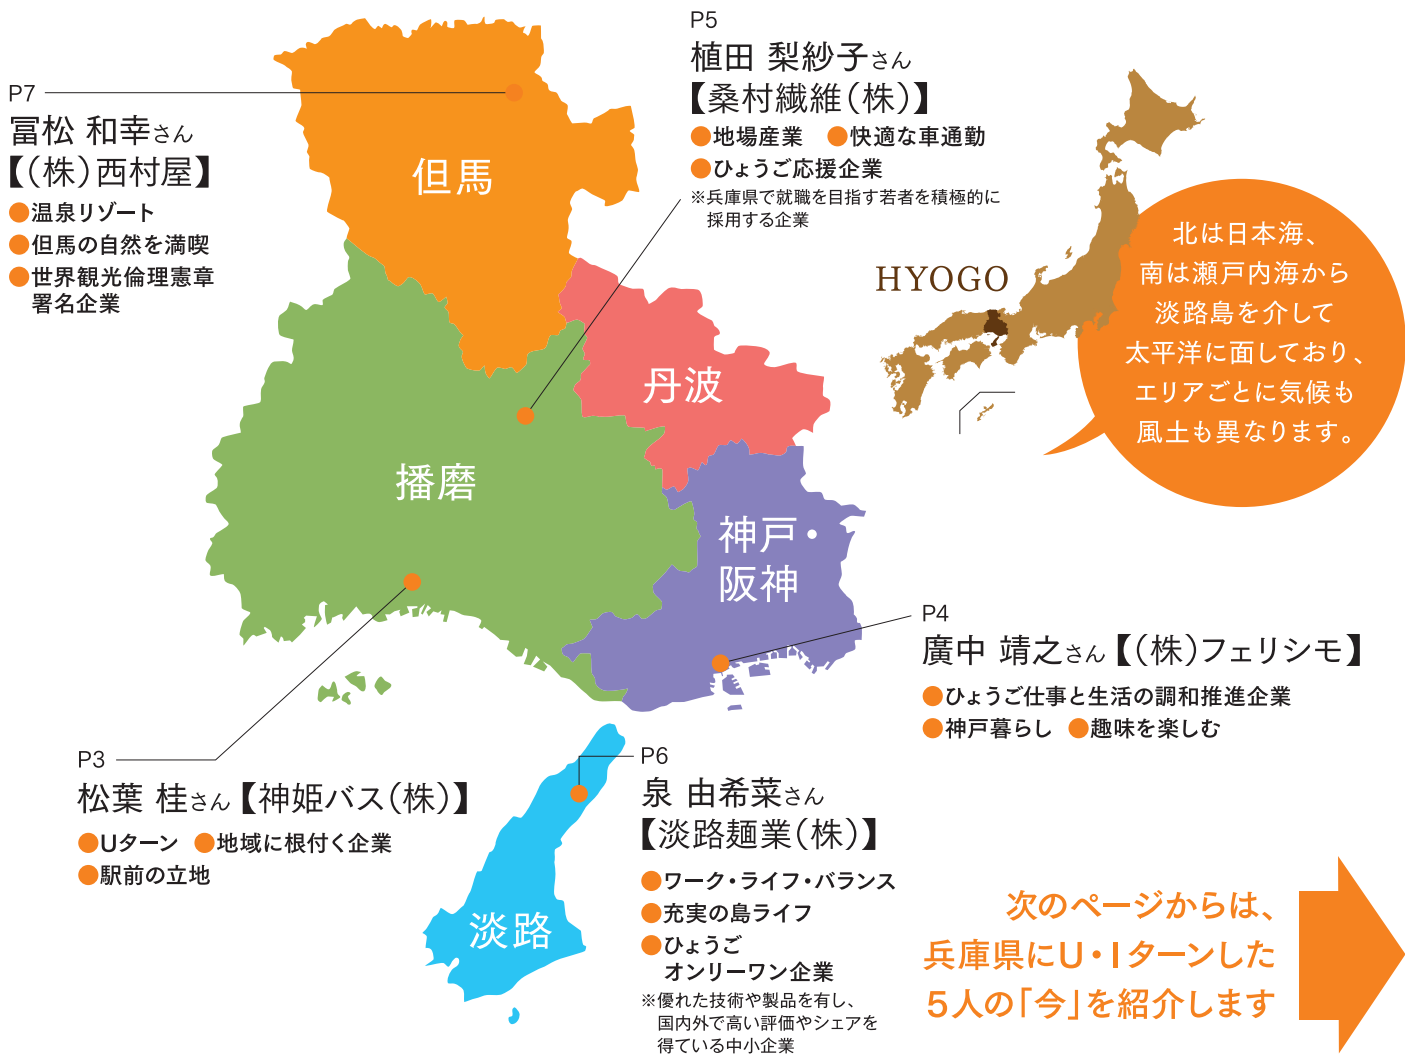 P7
冨松 和幸さん
【(株)西村屋】
●温泉リゾート
●但馬の自然を満喫
●世界観光倫理憲章
署名企業
P5
植田 梨紗子さん
【桑村繊維(株)】
●地場産業 ●快適な車通勤
●ひょうご応援企業
※兵庫県で就職を目指す若者を積極的に
採用する企業
HYOGO
北は日本海、
南は瀬戸内海から
淡路島を介して
太平洋に面しており、
エリアごとに気候も
風土も異なります。
但馬
丹波
播磨
神戸・
阪神
淡路
P4
廣中 靖之さん【(株)フェリシモ】
●ひょうご仕事と生活の調和推進企業
●神戸暮らし ●趣味を楽しむ
P3
松葉 桂さん【神姫バス(株)】
●Uターン ●地域に根付く企業
●駅前の立地
P6
泉 由希菜さん
【淡路麺業(株)】
●ワーク・ライフ・バランス
●充実の島ライフ
●ひょうご
オンリーワン企業
※優れた技術や製品を有し、
国内外で高い評価やシェアを
得ている中小企業
次のページからは、
兵庫県にU・Iターンした
5人の「今」を紹介します